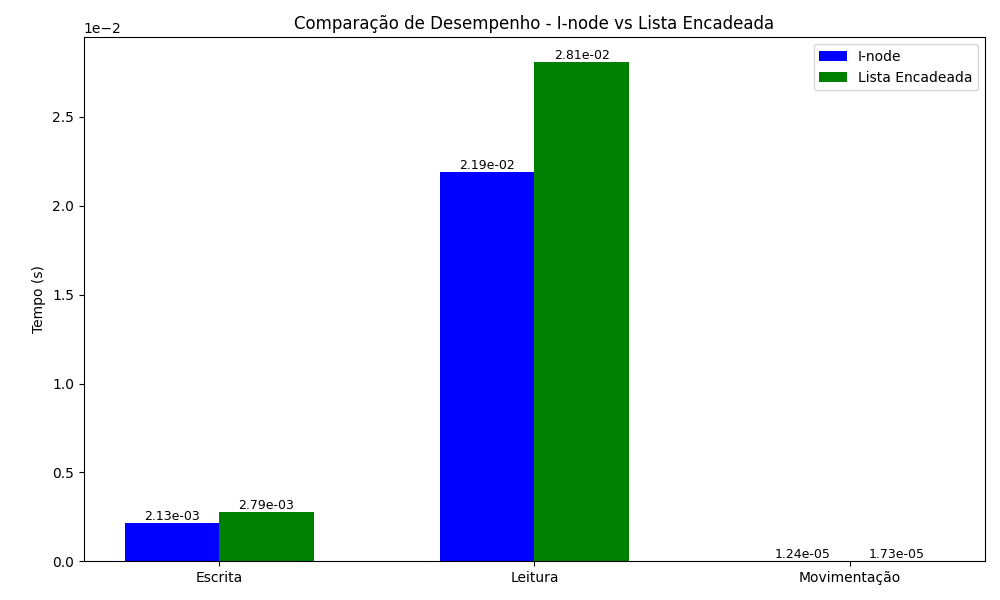 Comparação de Desempenho - I-node vs Lista Encadeada
1e−2
I-node
Lista Encadeada
2.81e-02
2.19e-02
2.79e-03
2.13e-03
1.24e-05
1.73e-05
2.5
2.0
1.5
1.0
0.5
0.0
Tempo (s)
Escrita
Leitura
Movimentação